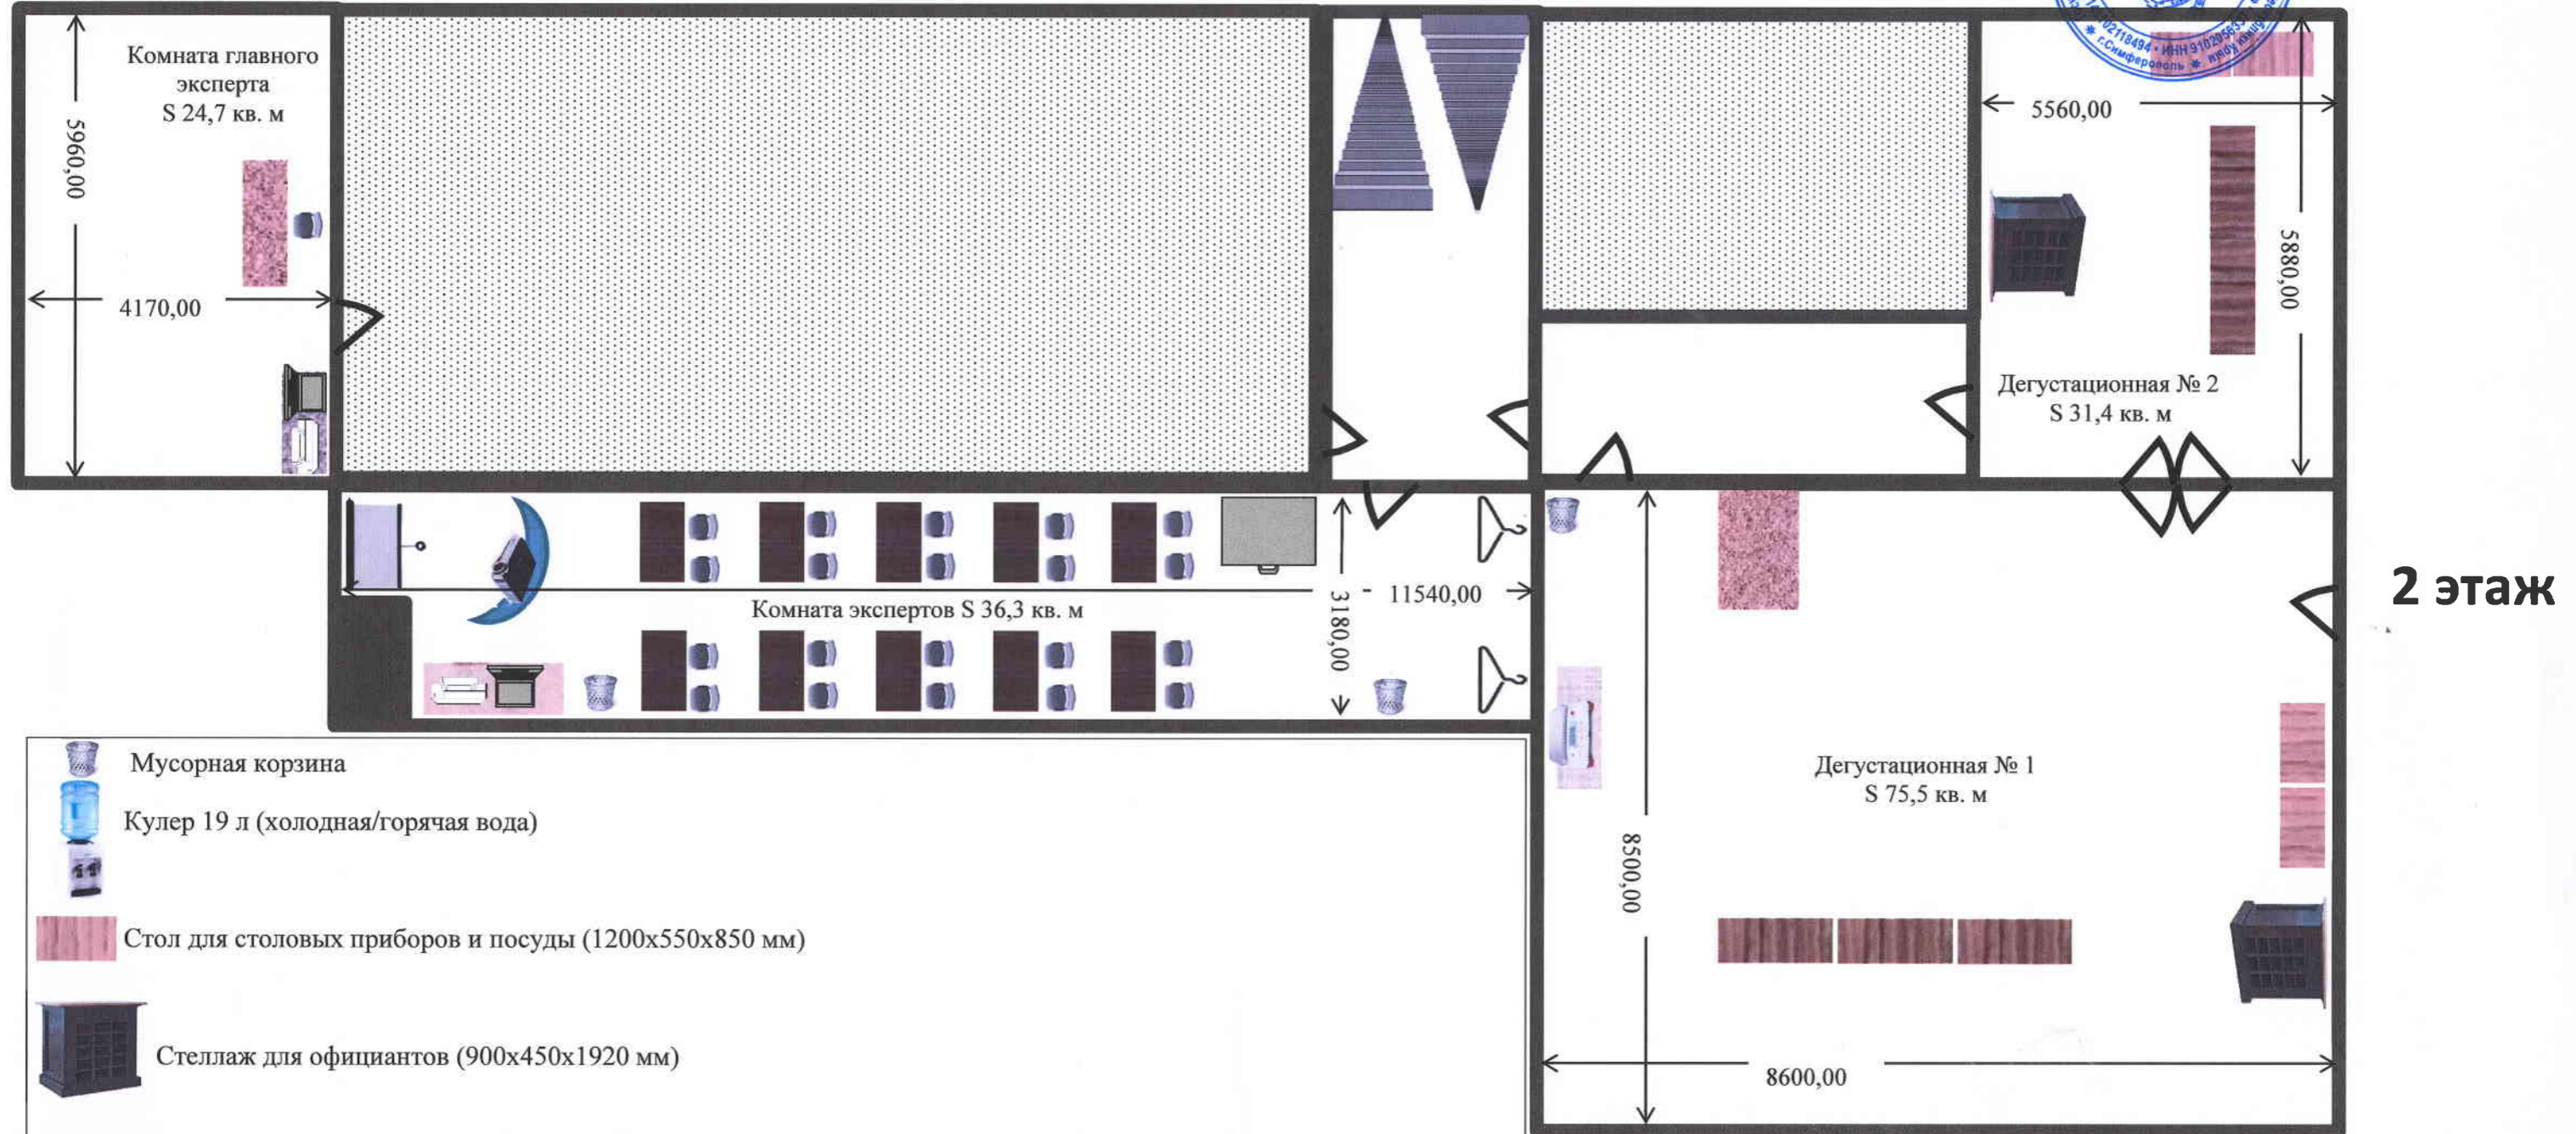 Комната главного
эксперта
S 24,7 кв. м
5960,00
4170,00
5560,00
5880,00
Дегустационная № 2
S 31,4 кв. м
11540,00
3180,00
Комната экспертов S 36,3 кв. м
2 этаж
Дегустационная № 1
S 75,5 кв. м
8500,00
8600,00
Мусорная корзина
Кулер 19 л (холодная/горячая вода)
Стол для столовых приборов и посуды (1200х550х850 мм)
Стеллаж для официантов (900х450х1920 мм)
г.Симферополь